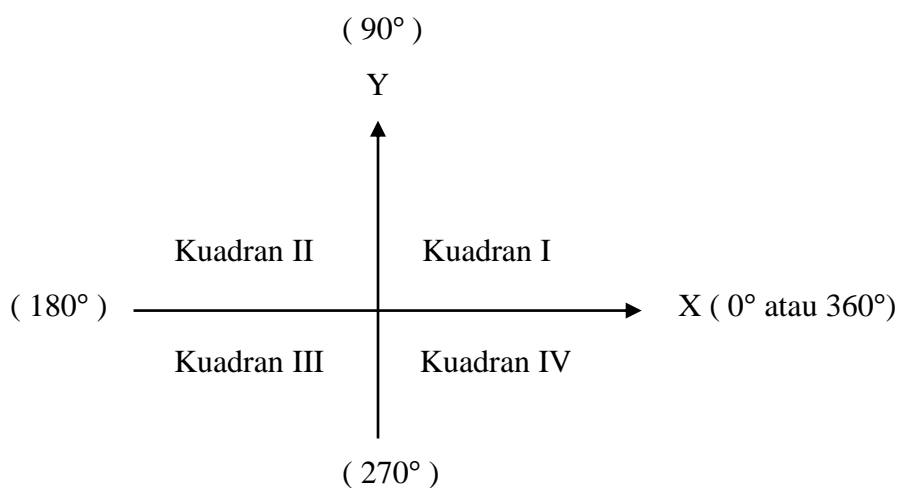 ( 90° )
Y
Kuadran II Kuadran I
( 180° ) X ( 0° atau 360°)
Kuadran III Kuadran IV
( 270° )